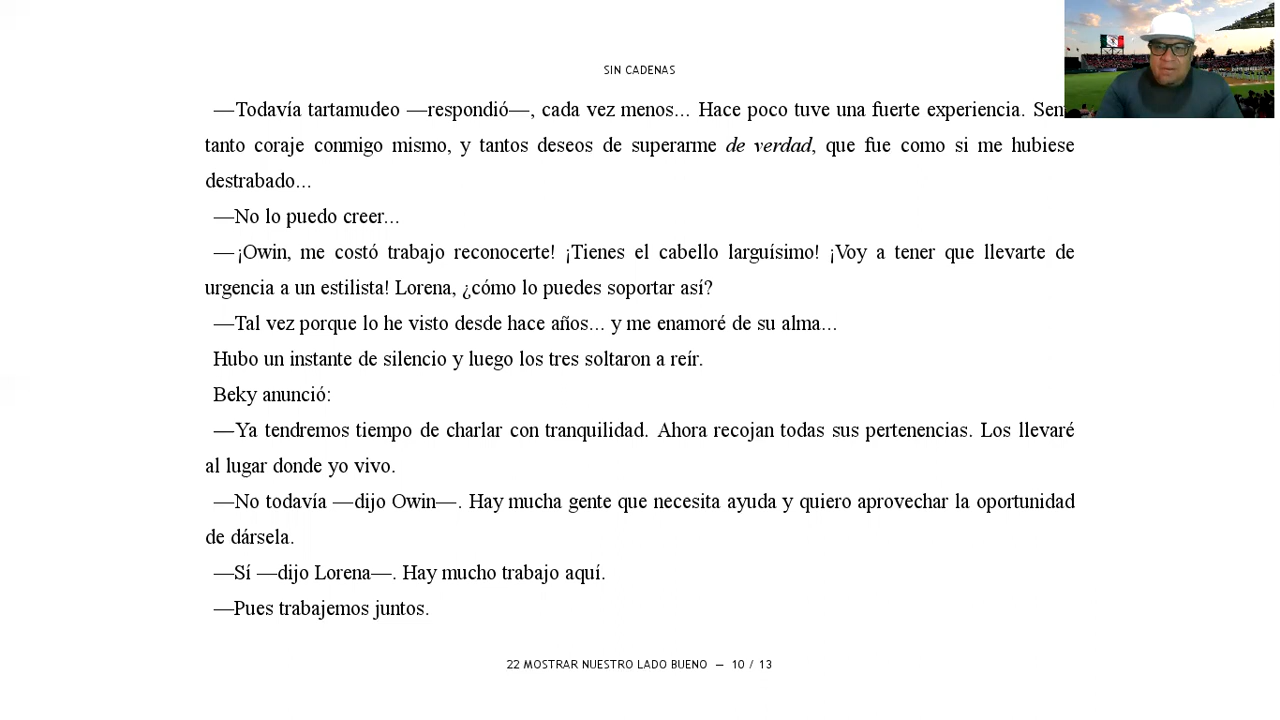 SIN CADENAS
—Todavía tartamudeo —respondió—, cada vez menos... Hace poco tuve una fuerte experiencia.
tanto coraje conmigo mismo, y tantos deseos de superarme de verdad, que fue como si me hubiese
destrabado...
—No lo puedo creer...
—¡Owin, me costó trabajo reconocerte! ¡Tienes el cabello larguísimo! ¡Voy a tener que llevarte de
urgencia a un estilista! Lorena, ¿cómo lo puedes soportar así?
—Tal vez porque lo he visto desde hace años... y me enamoré de su alma...
Hubo un instante de silencio y luego los tres soltaron a reír.
Beky anunció:
—Ya tendremos tiempo de charlar con tranquilidad. Ahora recojan todas sus pertenencias. Los llevaré
al lugar donde yo vivo.
—No todavía —dijo Owin—. Hay mucha gente que necesita ayuda y quiero aprovechar la oportunidad
de dársela.
—Sí —dijo Lorena—. Hay mucho trabajo aquí.
—Pues trabajemos juntos.
22 MOSTRAR NUESTRO LADO BUENO — 10 / 13